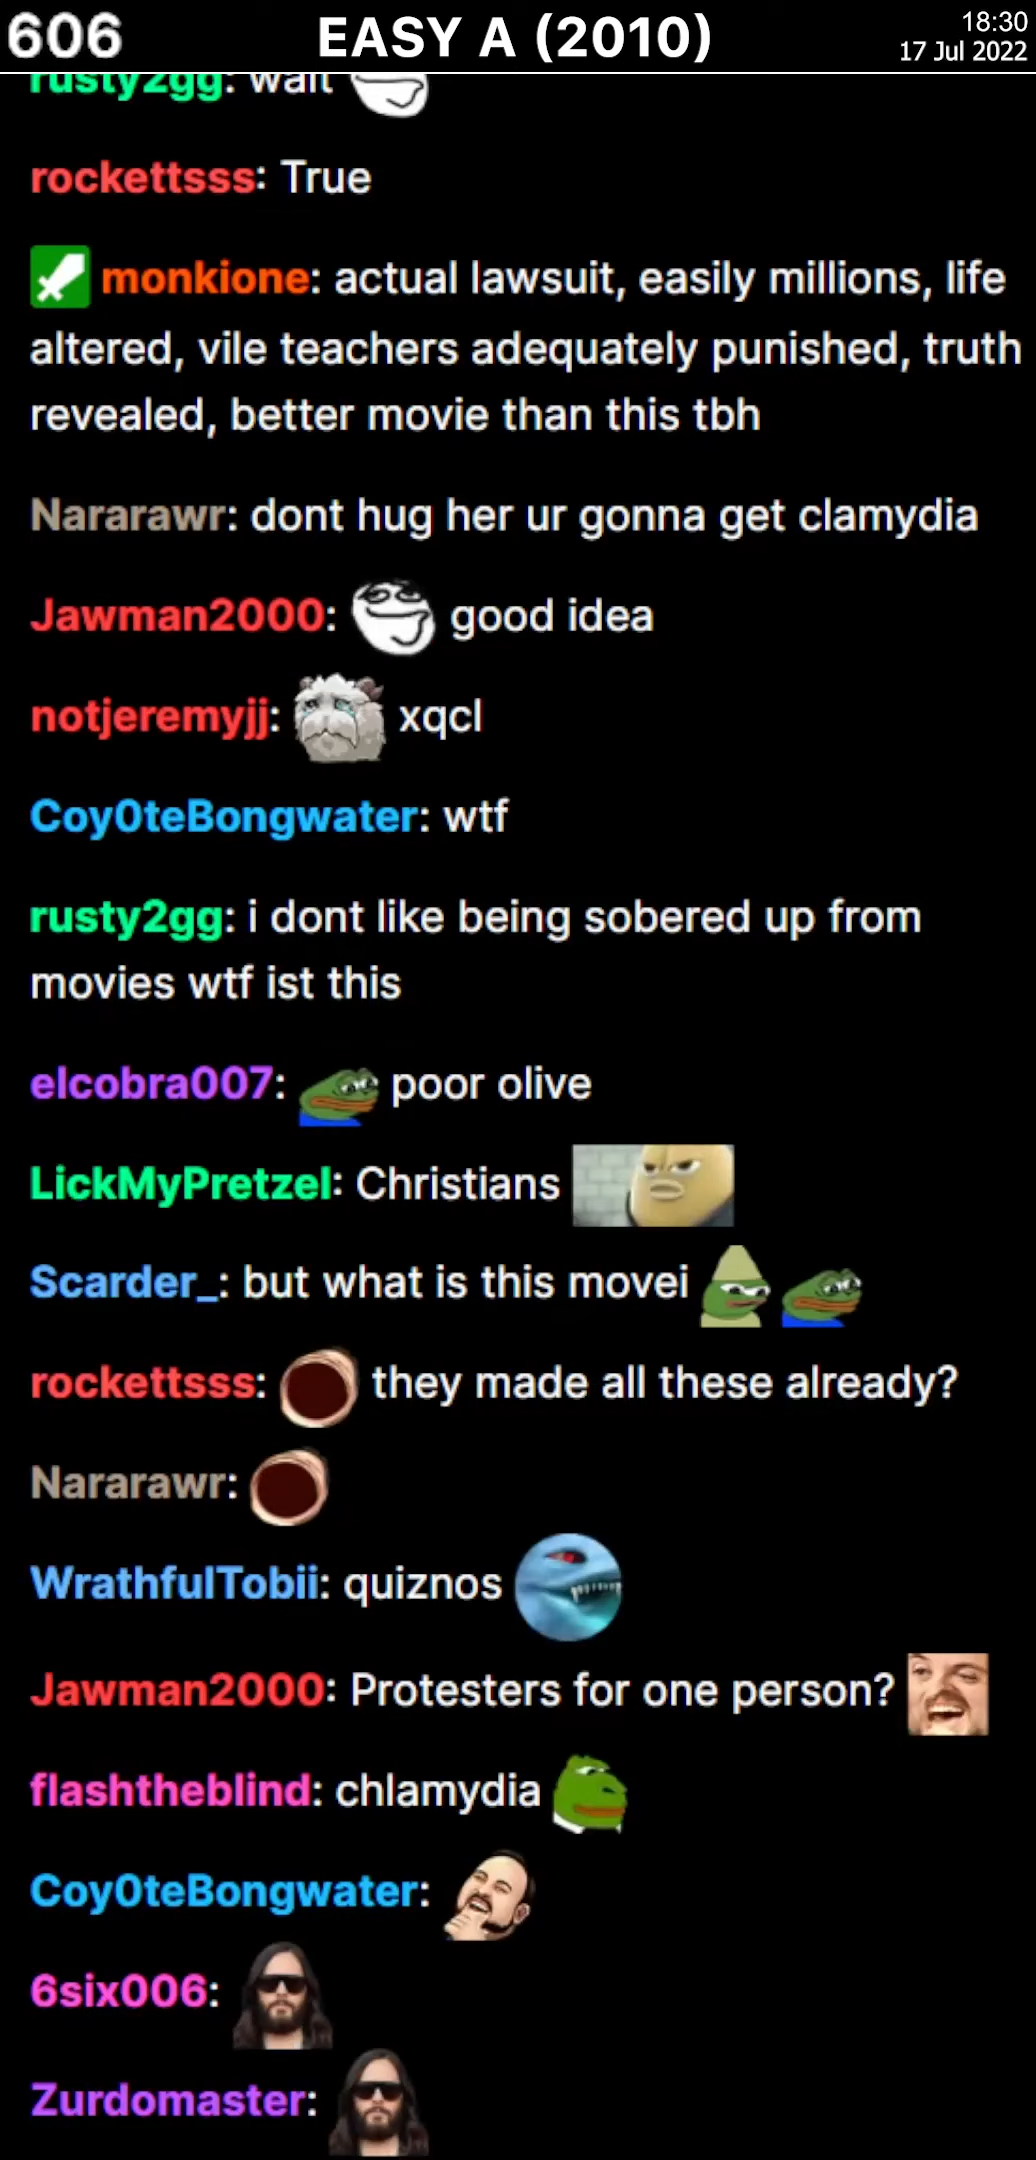 606
EASY A (2010)
18:30
17 Jul 2022
rusty2gg: wait
rockettsss: True
monkione: actual lawsuit, easily millions, life
altered, vile teachers adequately punished, truth
revealed, better movie than this tbh
Nararawr: dont hug her ur gonna get clamydia
Jawman2000: good idea
notjeremyjj: xqcl
Coy0teBongwater: wtf
rusty2gg: i dont like being sobered up from
movies wtf ist this
elcobra007: poor olive
LickMyPretzel: Christians
Scarder_: but what is this movei
rockettsss: they made all these already?
Nararawr:
WrathfulTobii: quiznos
Jawman2000: Protesters for one person?
flashtheblind: chlamydia
Coy0teBongwater:
6six006:
Zurdomaster: